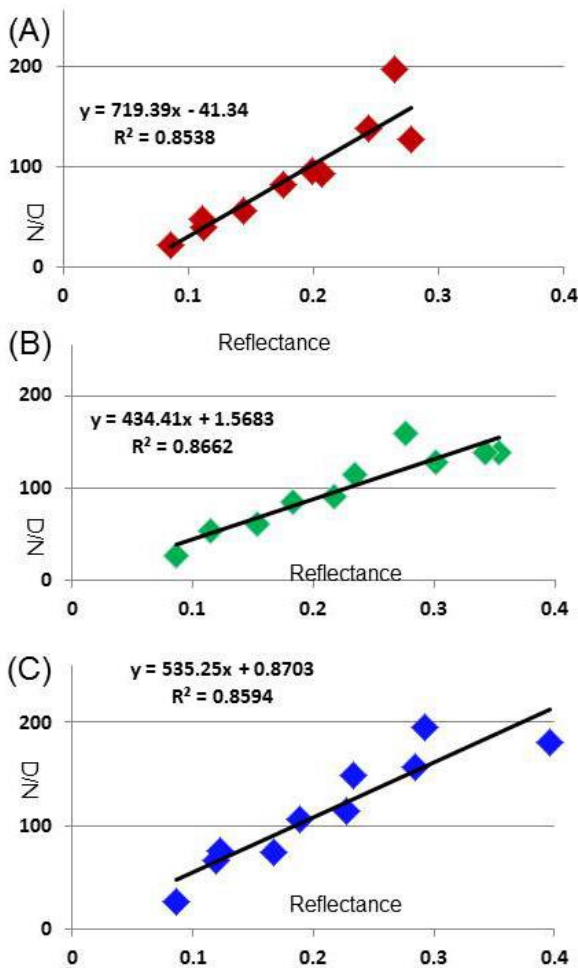 (A)
200
y = 719.39x - 41.34
R² = 0.8538
100
D/N
0
0 0.1 0.2 0.3 0.4
Reflectance
(B)
200
y = 434.41x + 1.5683
R² = 0.8662
100
D/N
Reflectance
0
0 0.1 0.2 0.3 0.4
(C)
y = 535.25x + 0.8703
R² = 0.8594
200
D/N
100
Reflectance
0
0 0.1 0.2 0.3 0.4